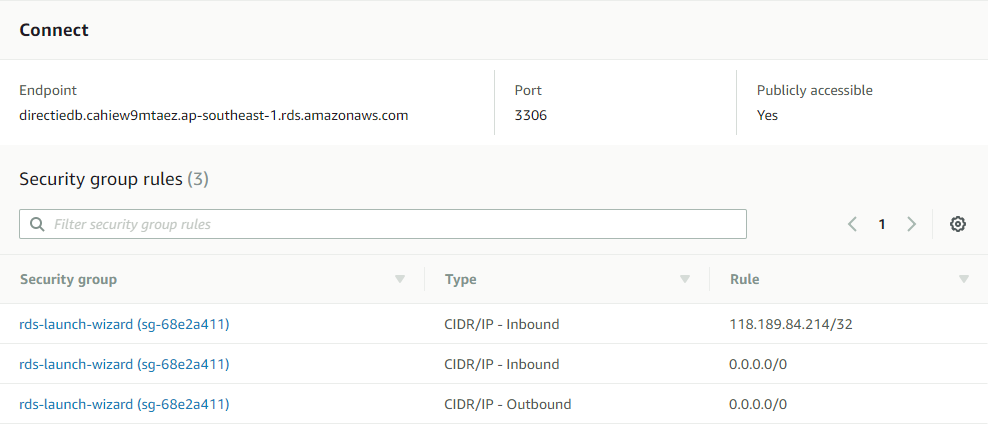 Connect
Endpoint Port Publicly accessible
directiedb.cahiew9mtaez.ap-southeast-1.rds.amazonaws.com 3306 Yes
Security group rules (3)
Filter security group rules 1
Security group Type Rule
rds-launch-wizard (sg-68e2a411) CIDR/IP - Inbound 118.189.84.214/32
rds-launch-wizard (sg-68e2a411) CIDR/IP - Inbound 0.0.0.0/0
rds-launch-wizard (sg-68e2a411) CIDR/IP - Outbound 0.0.0.0/0